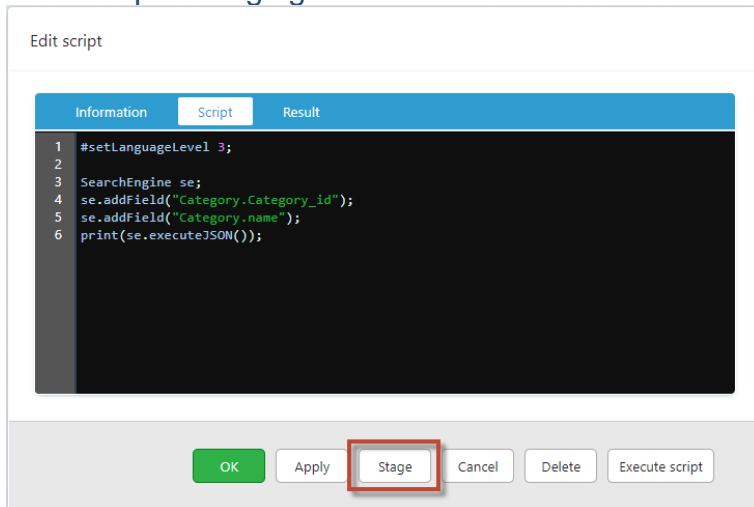 Edit script
Information Script Result
1 #setLanguageLevel 3;
2
3 SearchEngine se;
4 se.addField("Category.Category_id");
5 se.addField("Category.name");
6 print(se.executeJSON());
OK Apply Stage Cancel Delete Execute script